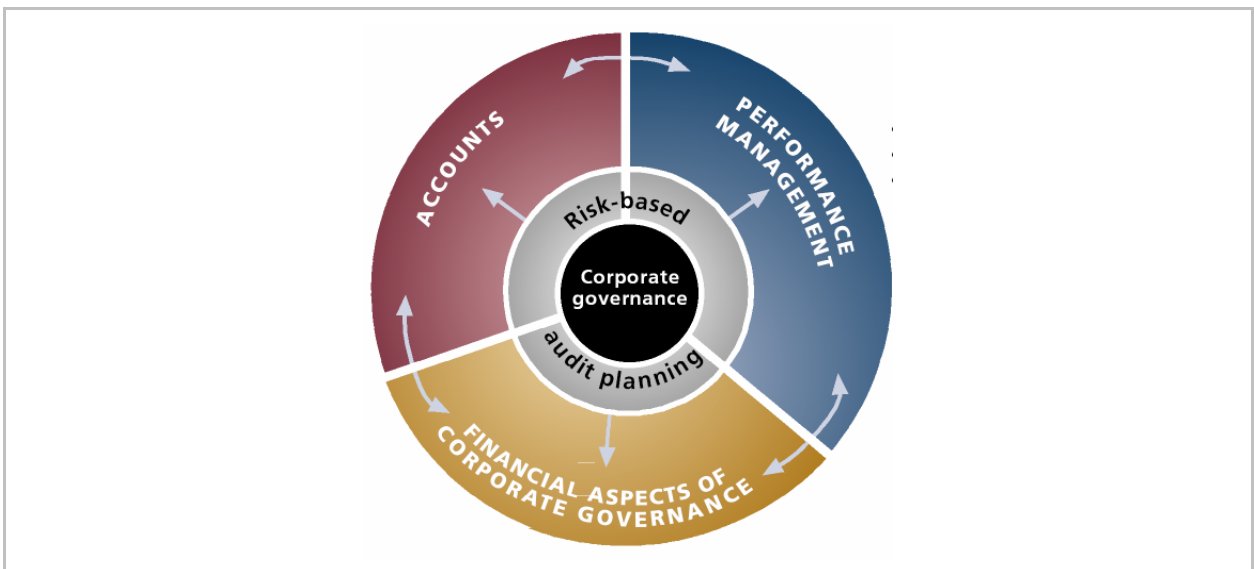 ACCOUNTS
PERFORMANCE
MANAGEMENT
Risk-based
Corporate
governance
audit planning
FINANCIAL ASPECTS OF
CORPORATE GOVERNANCE